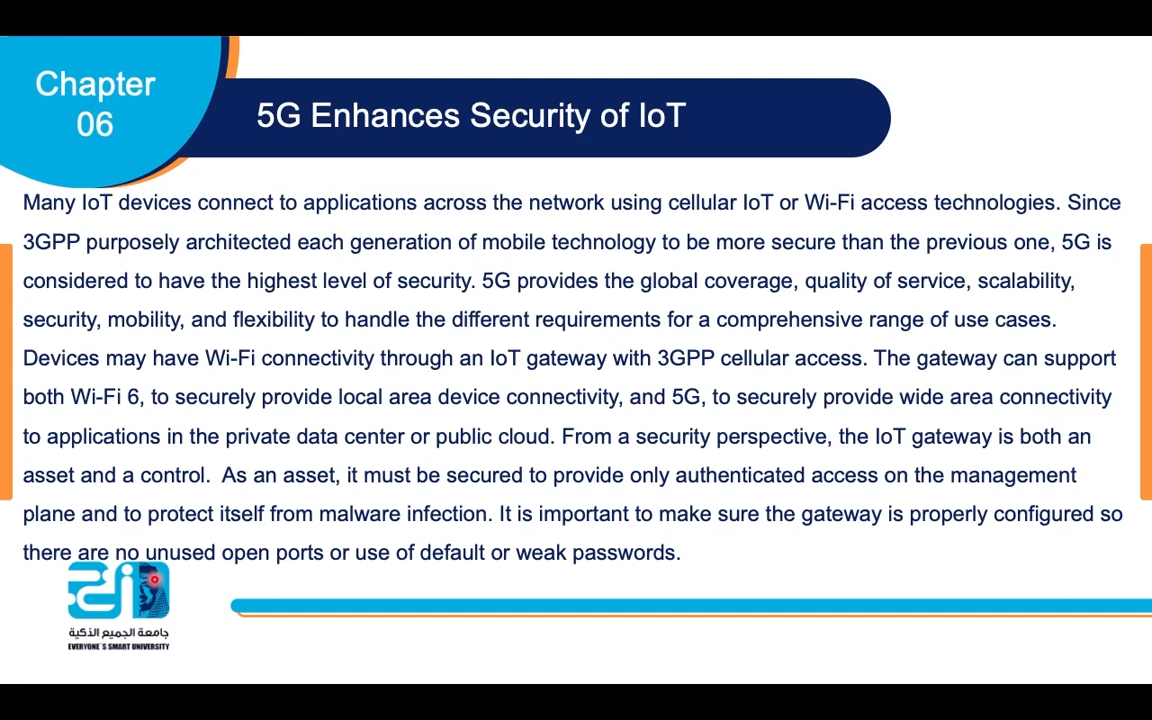 Chapter
06
5G Enhances Security of IoT
Many IoT devices connect to applications across the network using cellular IoT or Wi-Fi access technologies. Since
3GPP purposely architected each generation of mobile technology to be more secure than the previous one, 5G is
considered to have the highest level of security. 5G provides the global coverage, quality of service, scalability,
security, mobility, and flexibility to handle the different requirements for a comprehensive range of use cases.
Devices may have Wi-Fi connectivity through an IoT gateway with 3GPP cellular access. The gateway can support
both Wi-Fi 6, to securely provide local area device connectivity, and 5G, to securely provide wide area connectivity
to applications in the private data center or public cloud. From a security perspective, the IoT gateway is both an
asset and a control.  As an asset, it must be secured to provide only authenticated access on the management
plane and to protect itself from malware infection. It is important to make sure the gateway is properly configured so
there are no unused open ports or use of default or weak passwords.
جامعة الجميع الذكية
EVERYONE`S SMART UNIVERSITY